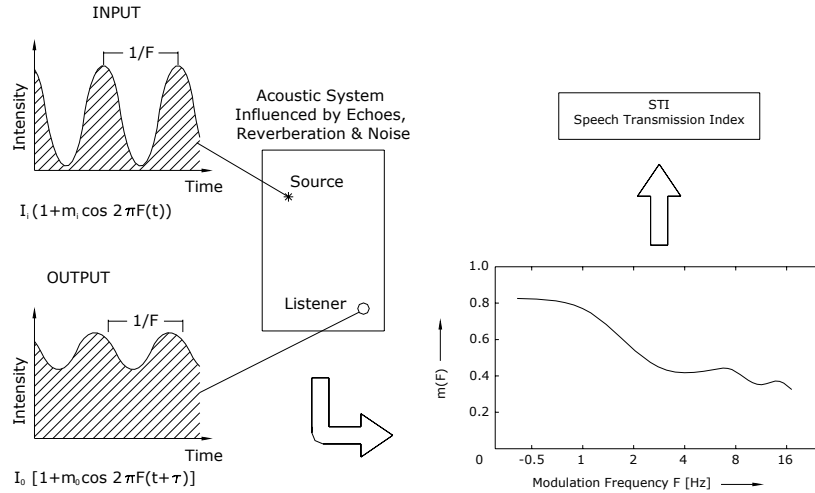 INPUT
1/F
Intensity
Time
I_i (1+m_i cos 2πF(t))
Acoustic System
Influenced by Echoes,
Reverberation & Noise
Source
Listener
OUTPUT
1/F
Intensity
Time
I_0 [1+m_0 cos 2πF(t+τ)]
STI
Speech Transmission Index
1.0
0.8
0.6
0.4
0.2
0
m(F)
-0.5 1 2 4 8 16
Modulation Frequency F [Hz]